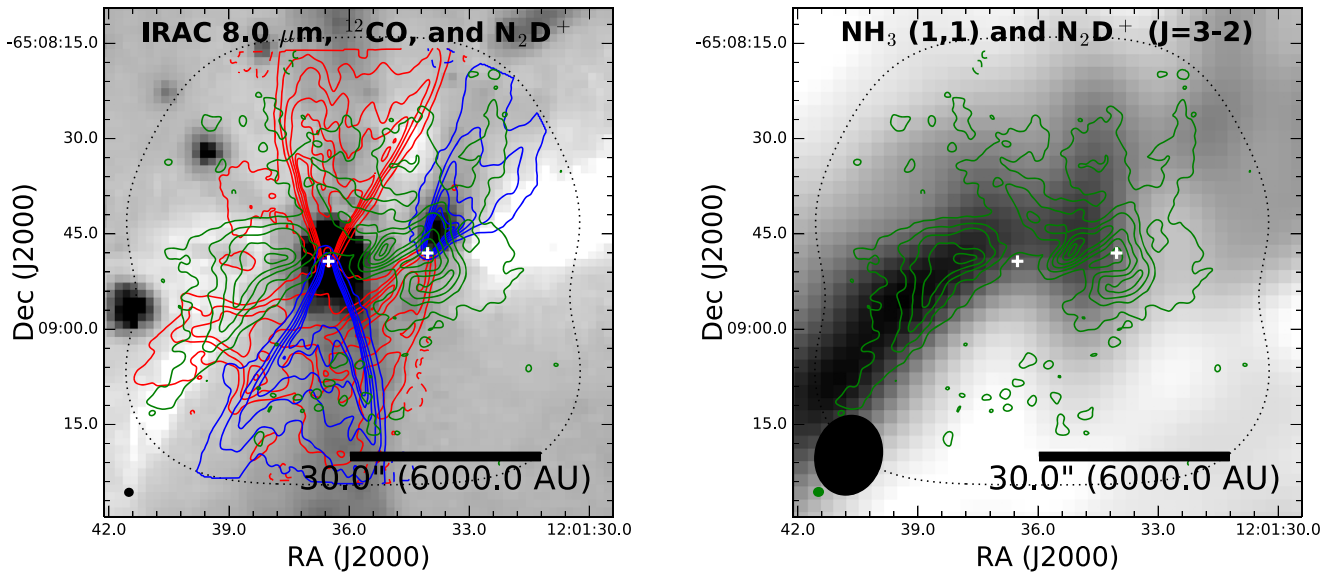 IRAC 8.0 μm, ¹²CO, and N₂D⁺
-65:08:15.0
30.0
45.0
09:00.0
15.0
Dec (J2000)
30.0" (6000.0 AU)
42.0 39.0 36.0 33.0 12:01:30.0
RA (J2000)
NH₃ (1,1) and N₂D⁺ (J=3-2)
-65:08:15.0
30.0
45.0
09:00.0
15.0
Dec (J2000)
30.0" (6000.0 AU)
42.0 39.0 36.0 33.0 12:01:30.0
RA (J2000)